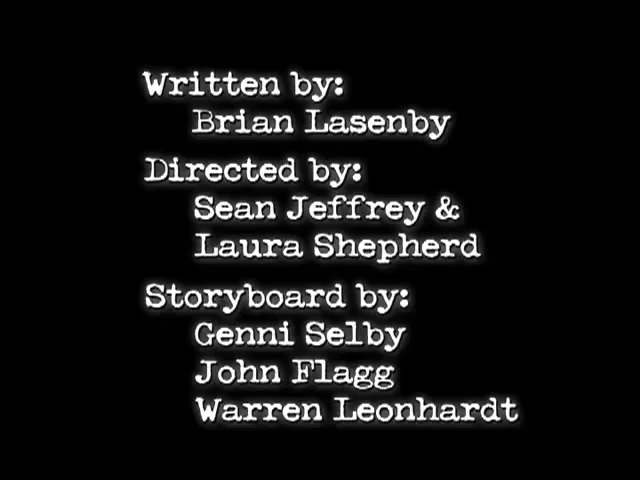 Written by:
Brian Lasenby
Directed by:
Sean Jeffrey &
Laura Shepherd
Storyboard by:
Genni Selby
John Flagg
Warren Leonhardt